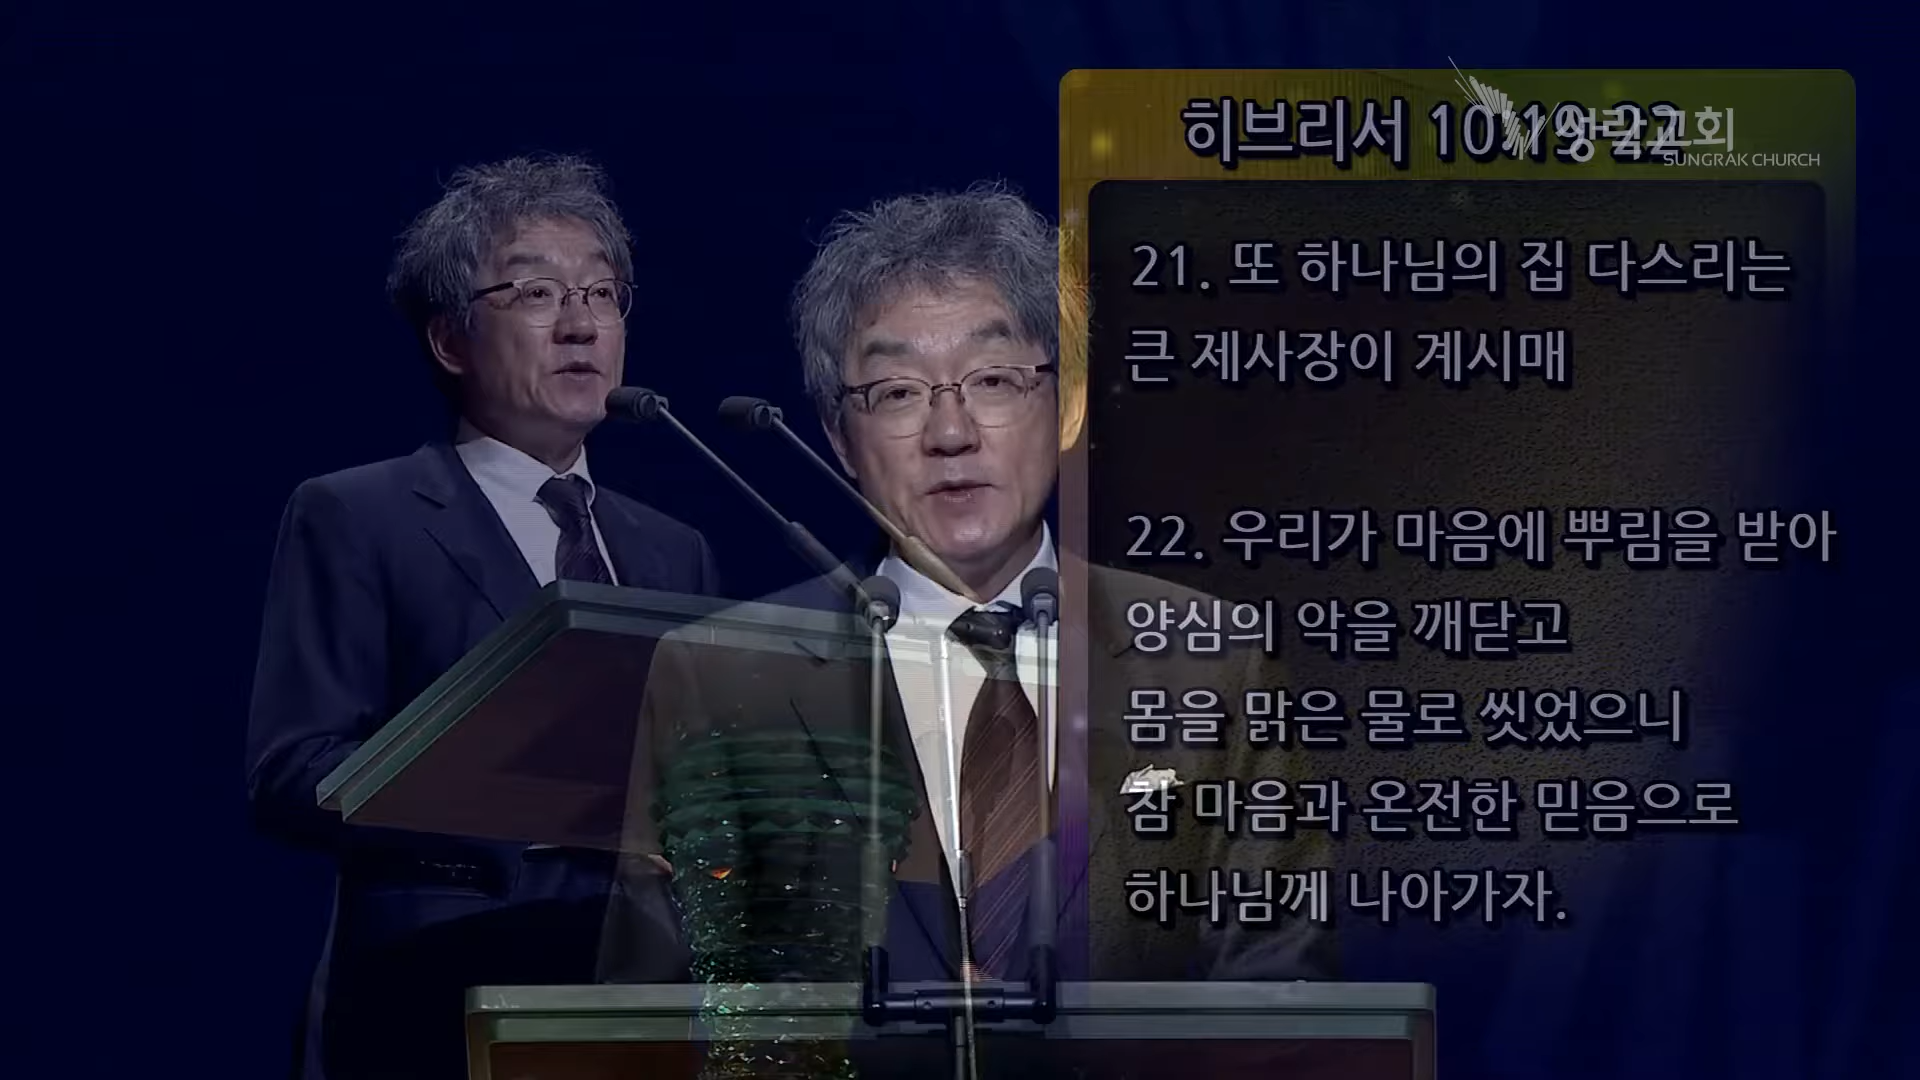 히브리서 10:19-22
성락교회
SUNGRAK CHURCH
21. 또 하나님의 집 다스리는
큰 제사장이 계시매
22. 우리가 마음에 뿌림을 받아
양심의 악을 깨닫고
몸을 맑은 물로 씻었으니
참 마음과 온전한 믿음으로
하나님께 나아가자.